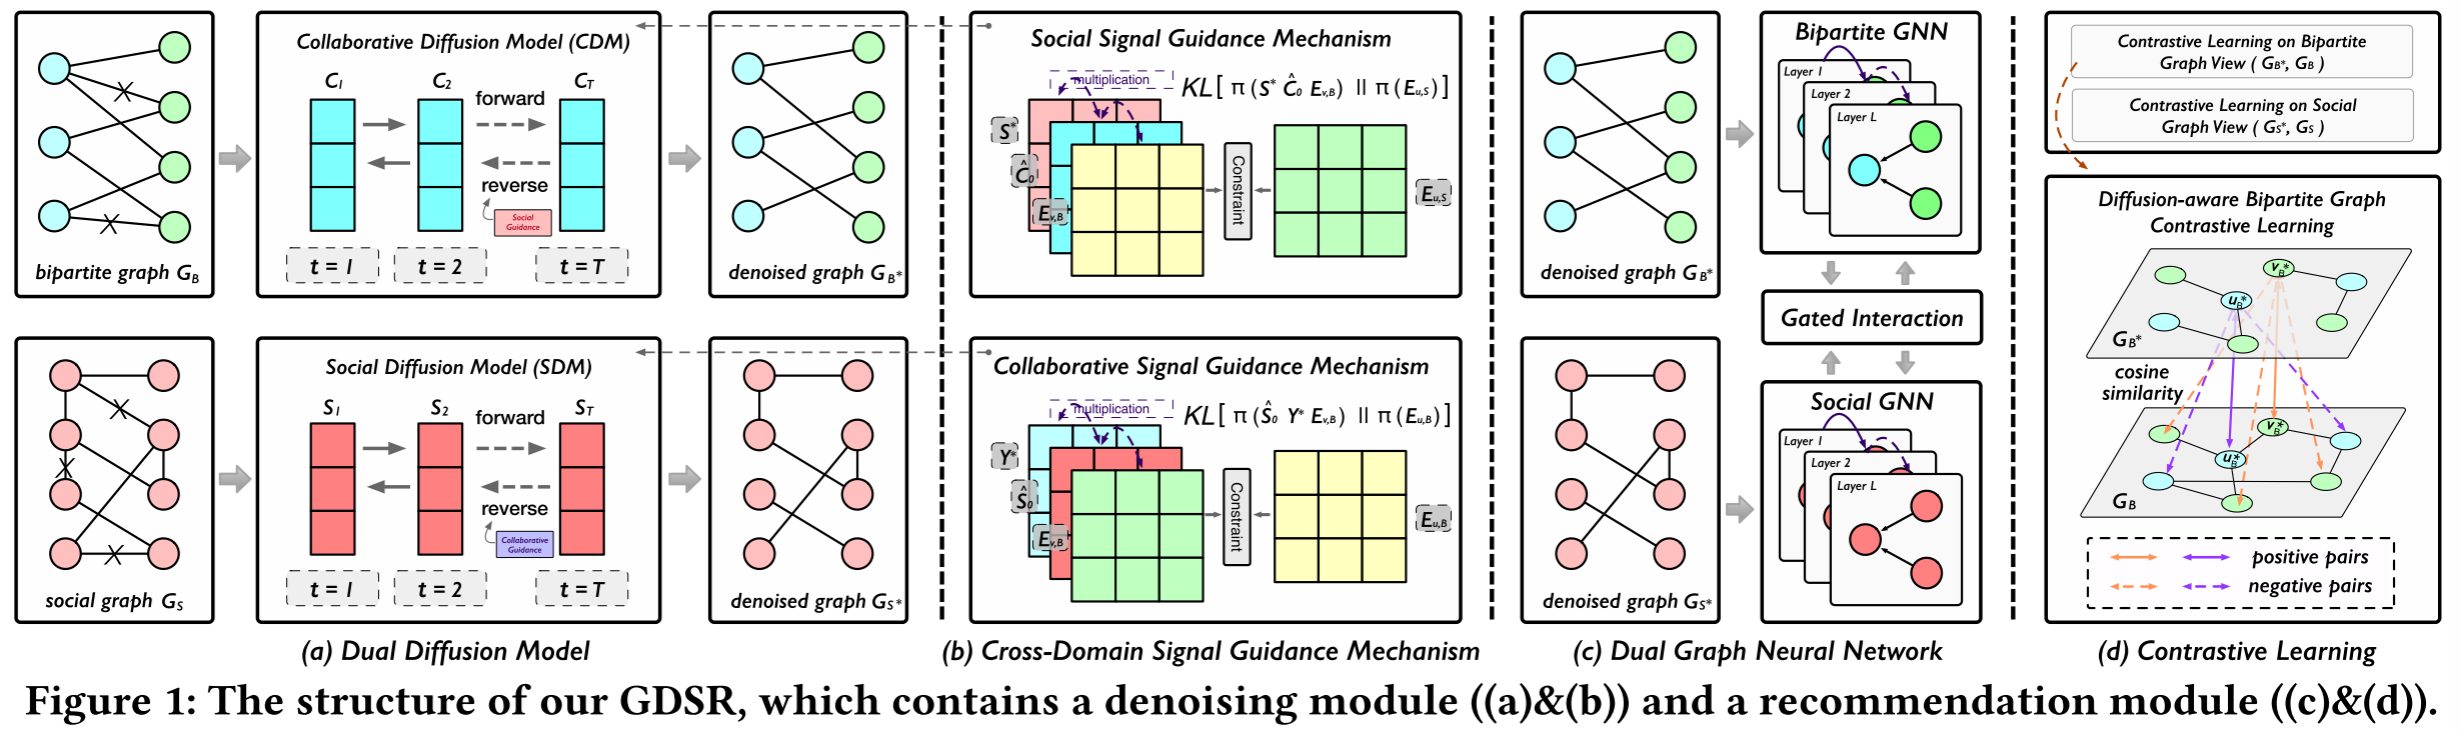 Collaborative Diffusion Model (CDM)
C1
C2
CT
forward
reverse
Social
Guidance
t = 1
t = 2
t = T
bipartite graph GB
denoised graph GB*
Social Diffusion Model (SDM)
S1
S2
ST
forward
reverse
Collaborative
Guidance
t = 1
t = 2
t = T
social graph GS
denoised graph GS*
(a) Dual Diffusion Model
Social Signal Guidance Mechanism
multiplication
KL[ π (S* Ĉ0 Ev,B) || π (Eu,S)]
S*
Ĉ0
Ev,B
Constraint
Eu,S
Collaborative Signal Guidance Mechanism
multiplication
KL[ π (Ŝ0 Y* Ev,B) || π (Eu,B)]
Y*
Ŝ0
Ev,B
Constraint
Eu,B
(b) Cross-Domain Signal Guidance Mechanism
denoised graph GB*
Bipartite GNN
Layer 1
Layer 2
Layer L
Gated Interaction
denoised graph GS*
Social GNN
Layer 1
Layer 2
Layer L
(c) Dual Graph Neural Network
Contrastive Learning on Bipartite
Graph View ( GB*, GB )
Contrastive Learning on Social
Graph View ( GS*, GS )
Diffusion-aware Bipartite Graph
Contrastive Learning
vB*
uB*
GB*
cosine
similarity
vB*
uB*
GB
positive pairs
negative pairs
(d) Contrastive Learning
Figure 1: The structure of our GDSR, which contains a denoising module ((a)&(b)) and a recommendation module ((c)&(d)).